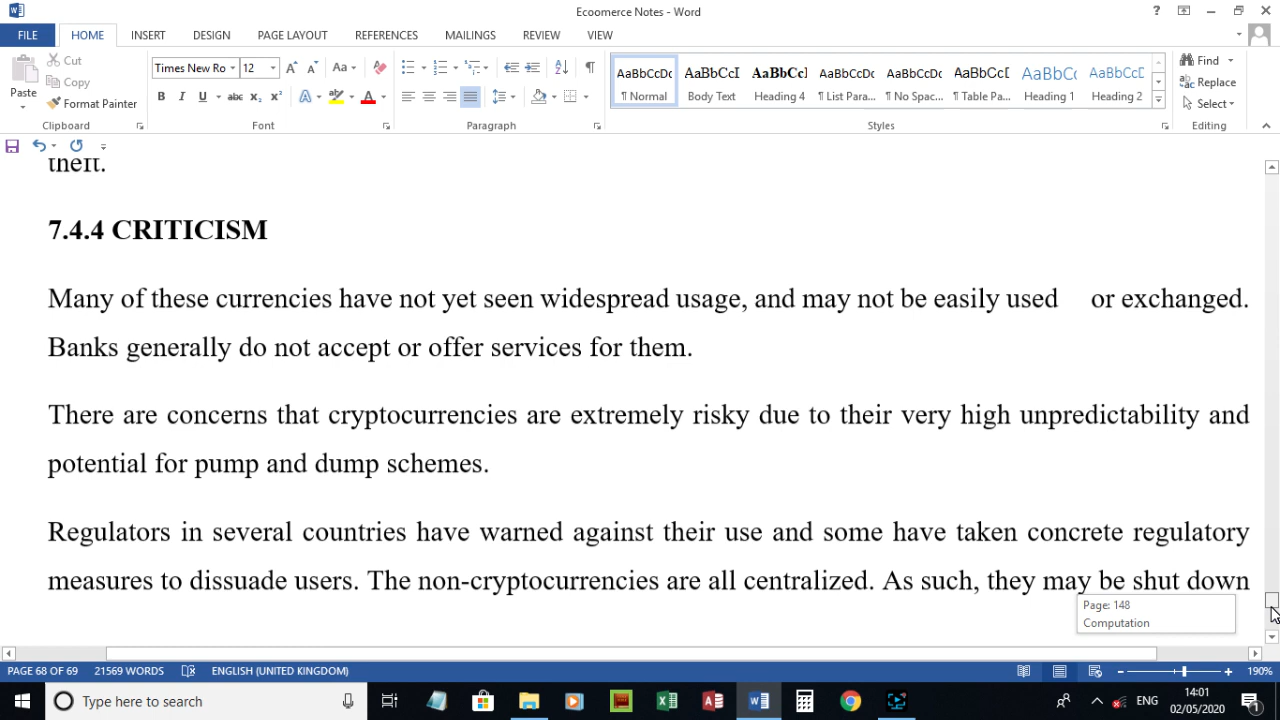 Ecoomerce Notes - Word
?
FILE HOME INSERT DESIGN PAGE LAYOUT REFERENCES MAILINGS REVIEW VIEW
Paste
Cut
Copy
Format Painter
Clipboard
Times New Ro 12 Aa
B I U abc x₂ x² A A
Font
Paragraph
AaBbCcDc ¶ Normal
AaBbCcI Body Text
AaBbCcI Heading 4
AaBbCcDc ¶ List Para...
AaBbCcDc ¶ No Spac...
AaBbCcD ¶ Table Pa...
AaBbCc Heading 1
AaBbCcD Heading 2
Styles
Find
Replace
Select
Editing
theft.
7.4.4 CRITICISM
Many of these currencies have not yet seen widespread usage, and may not be easily used or exchanged.
Banks generally do not accept or offer services for them.
There are concerns that cryptocurrencies are extremely risky due to their very high unpredictability and
potential for pump and dump schemes.
Regulators in several countries have warned against their use and some have taken concrete regulatory
measures to dissuade users. The non-cryptocurrencies are all centralized. As such, they may be shut down
Page: 148
Computation
PAGE 68 OF 69 21569 WORDS ENGLISH (UNITED KINGDOM) 190%
Type here to search
ENG
14:01
02/05/2020
1